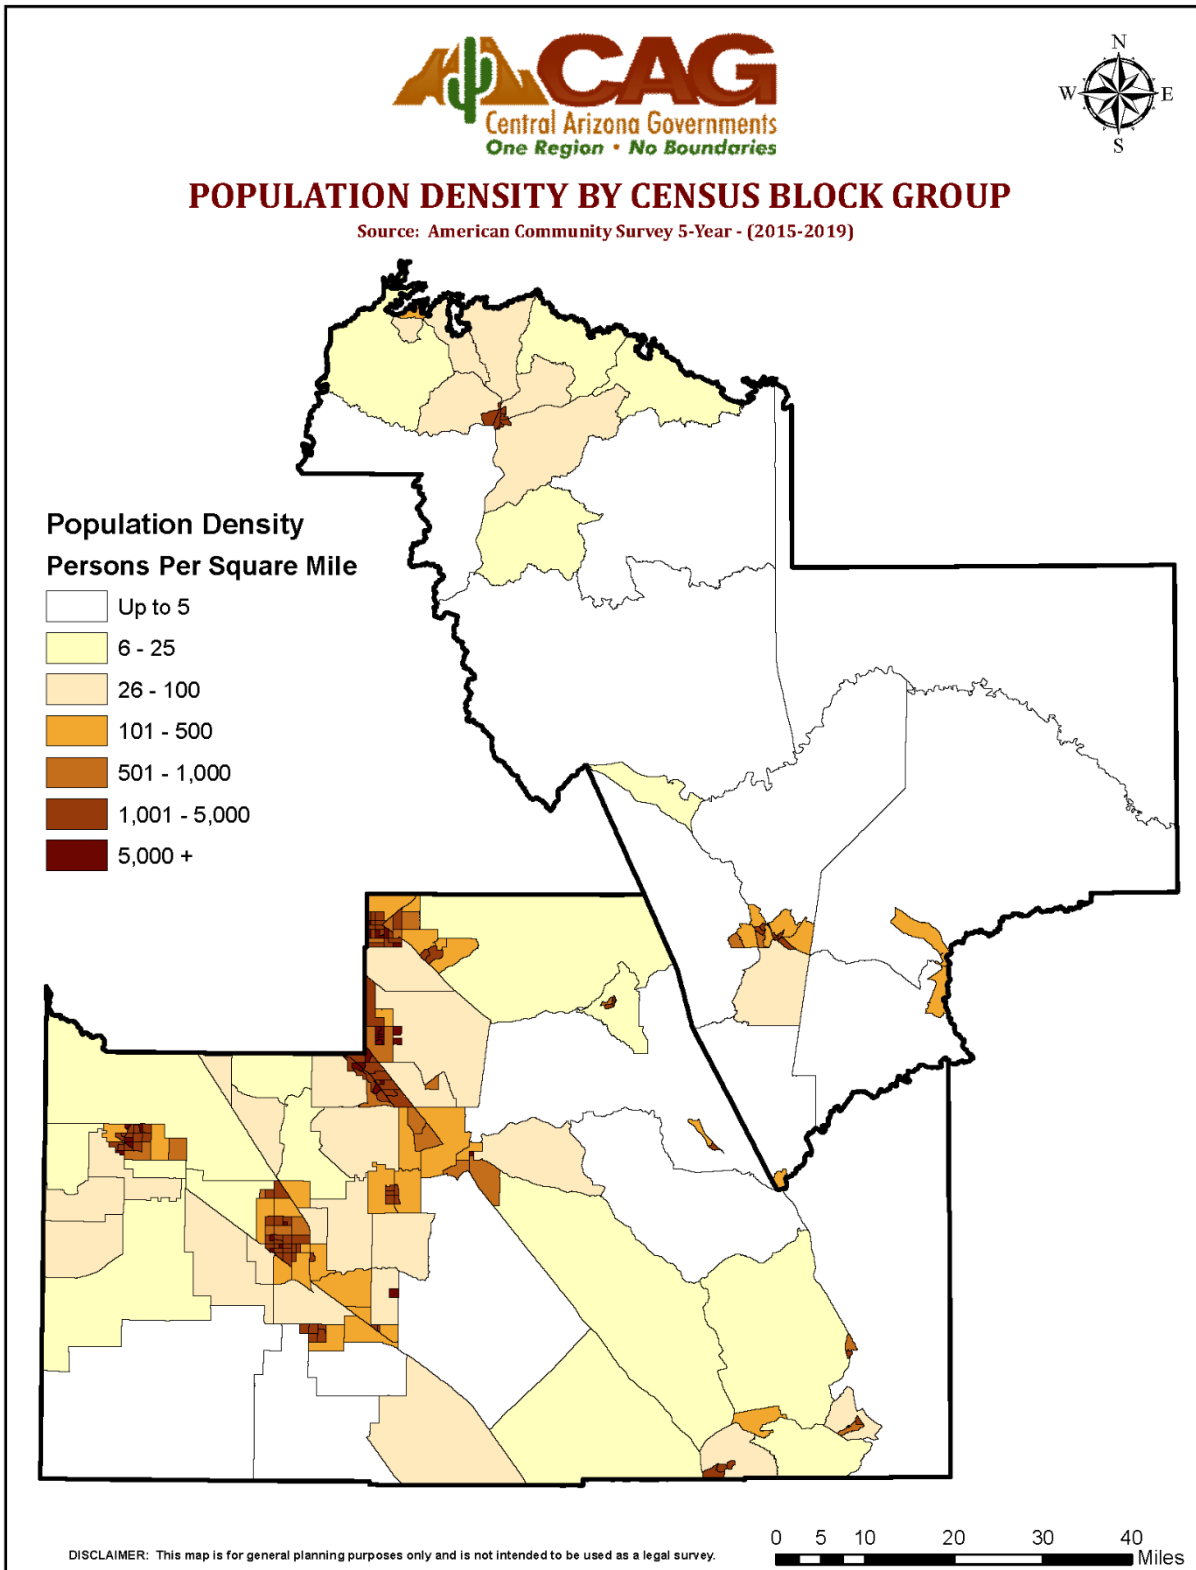 CAG
Central Arizona Governments
One Region • No Boundaries
N
W
E
S
POPULATION DENSITY BY CENSUS BLOCK GROUP
Source: American Community Survey 5-Year - (2015-2019)
Population Density
Persons Per Square Mile
Up to 5
6 - 25
26 - 100
101 - 500
501 - 1,000
1,001 - 5,000
5,000 +
0 5 10 20 30 40
Miles
DISCLAIMER: This map is for general planning purposes only and is not intended to be used as a legal survey.